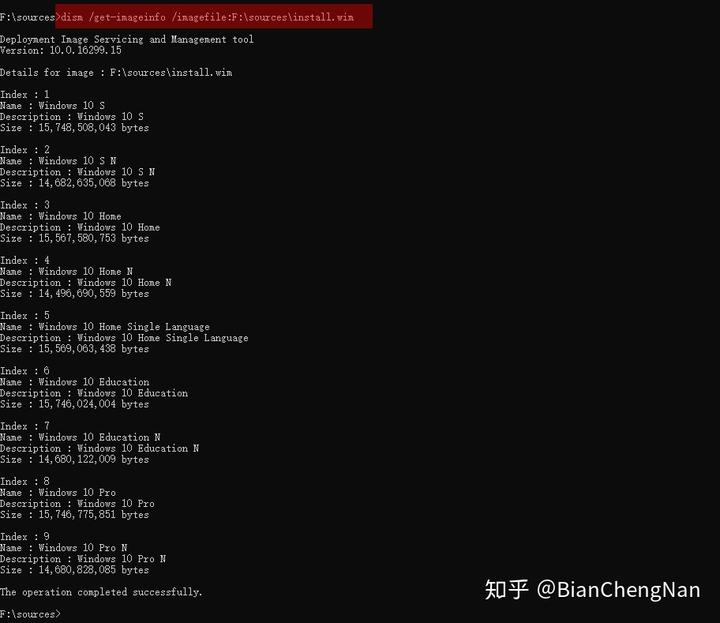 F:\sources>dism /get-imageinfo /imagefile:F:\sources\install.wim
Deployment Image Servicing and Management tool
Version: 10.0.16299.15
Details for image : F:\sources\install.wim
Index : 1
Name : Windows 10 S
Description : Windows 10 S
Size : 15,748,508,043 bytes
Index : 2
Name : Windows 10 S N
Description : Windows 10 S N
Size : 14,682,635,068 bytes
Index : 3
Name : Windows 10 Home
Description : Windows 10 Home
Size : 15,567,580,753 bytes
Index : 4
Name : Windows 10 Home N
Description : Windows 10 Home N
Size : 14,496,690,559 bytes
Index : 5
Name : Windows 10 Home Single Language
Description : Windows 10 Home Single Language
Size : 15,569,063,438 bytes
Index : 6
Name : Windows 10 Education
Description : Windows 10 Education
Size : 15,746,024,004 bytes
Index : 7
Name : Windows 10 Education N
Description : Windows 10 Education N
Size : 14,680,122,009 bytes
Index : 8
Name : Windows 10 Pro
Description : Windows 10 Pro
Size : 15,746,775,851 bytes
Index : 9
Name : Windows 10 Pro N
Description : Windows 10 Pro N
Size : 14,680,828,085 bytes
The operation completed successfully.
F:\sources>
知乎 @BianChengNan